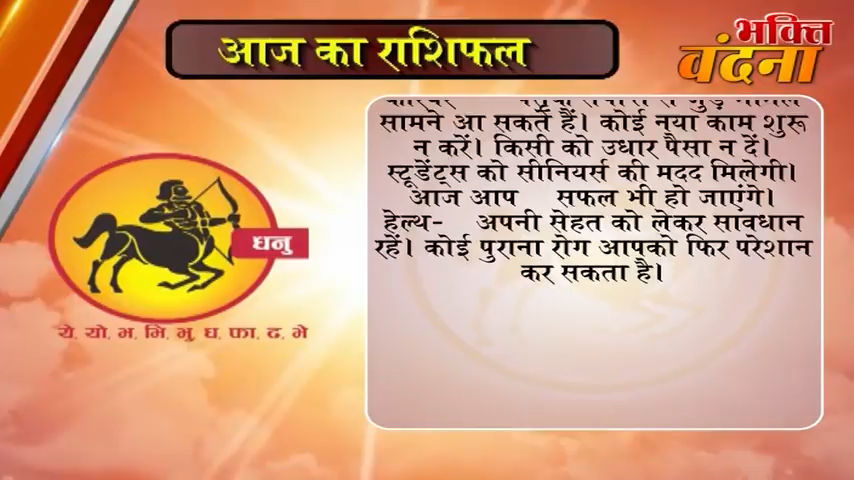 आज का राशिफल
भक्ति
वंदना
सामने आ सकते हैं। कोई नया काम शुरू
न करें। किसी को उधार पैसा न दें।
स्टूडेंट्स को सीनियर्स की मदद मिलेगी।
आज आप सफल भी हो जाएंगे।
हेल्थ- अपनी सेहत को लेकर सावधान
रहें। कोई पुराना रोग आपको फिर परेशान
कर सकता है।
धनु
ये, यो, भ, भि, भु, ध, फा, ढ, भे